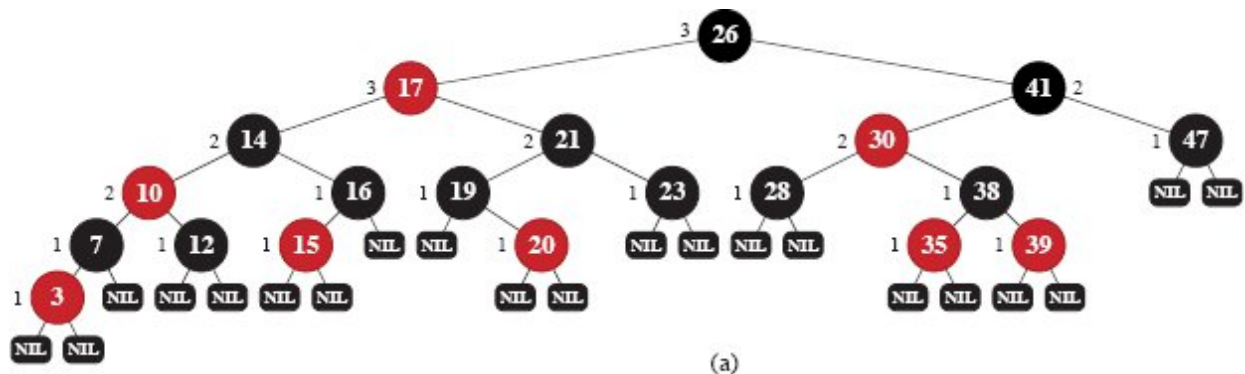 3 26
3 17 41 2
2 14 2 21 2 30 1 47
2 10 1 16 1 19 1 23 1 28 1 38 NIL NIL
1 7 1 12 1 15 NIL NIL 1 20 NIL NIL NIL NIL 1 35 1 39
1 3 NIL NIL NIL NIL NIL NIL NIL NIL NIL NIL NIL
NIL NIL
(a)